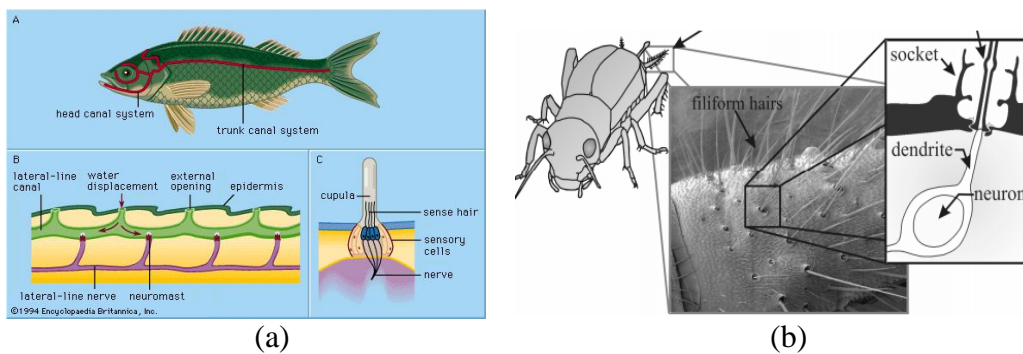 A
head canal system
trunk canal system
B
lateral-line
canal
water
displacement
external
opening
epidermis
lateral-line nerve
neuromast
©1994 Encyclopaedia Britannica, Inc.
C
cupula
sense hair
sensory
cells
nerve
(a)
filiform hairs
socket
dendrite
neuron
(b)